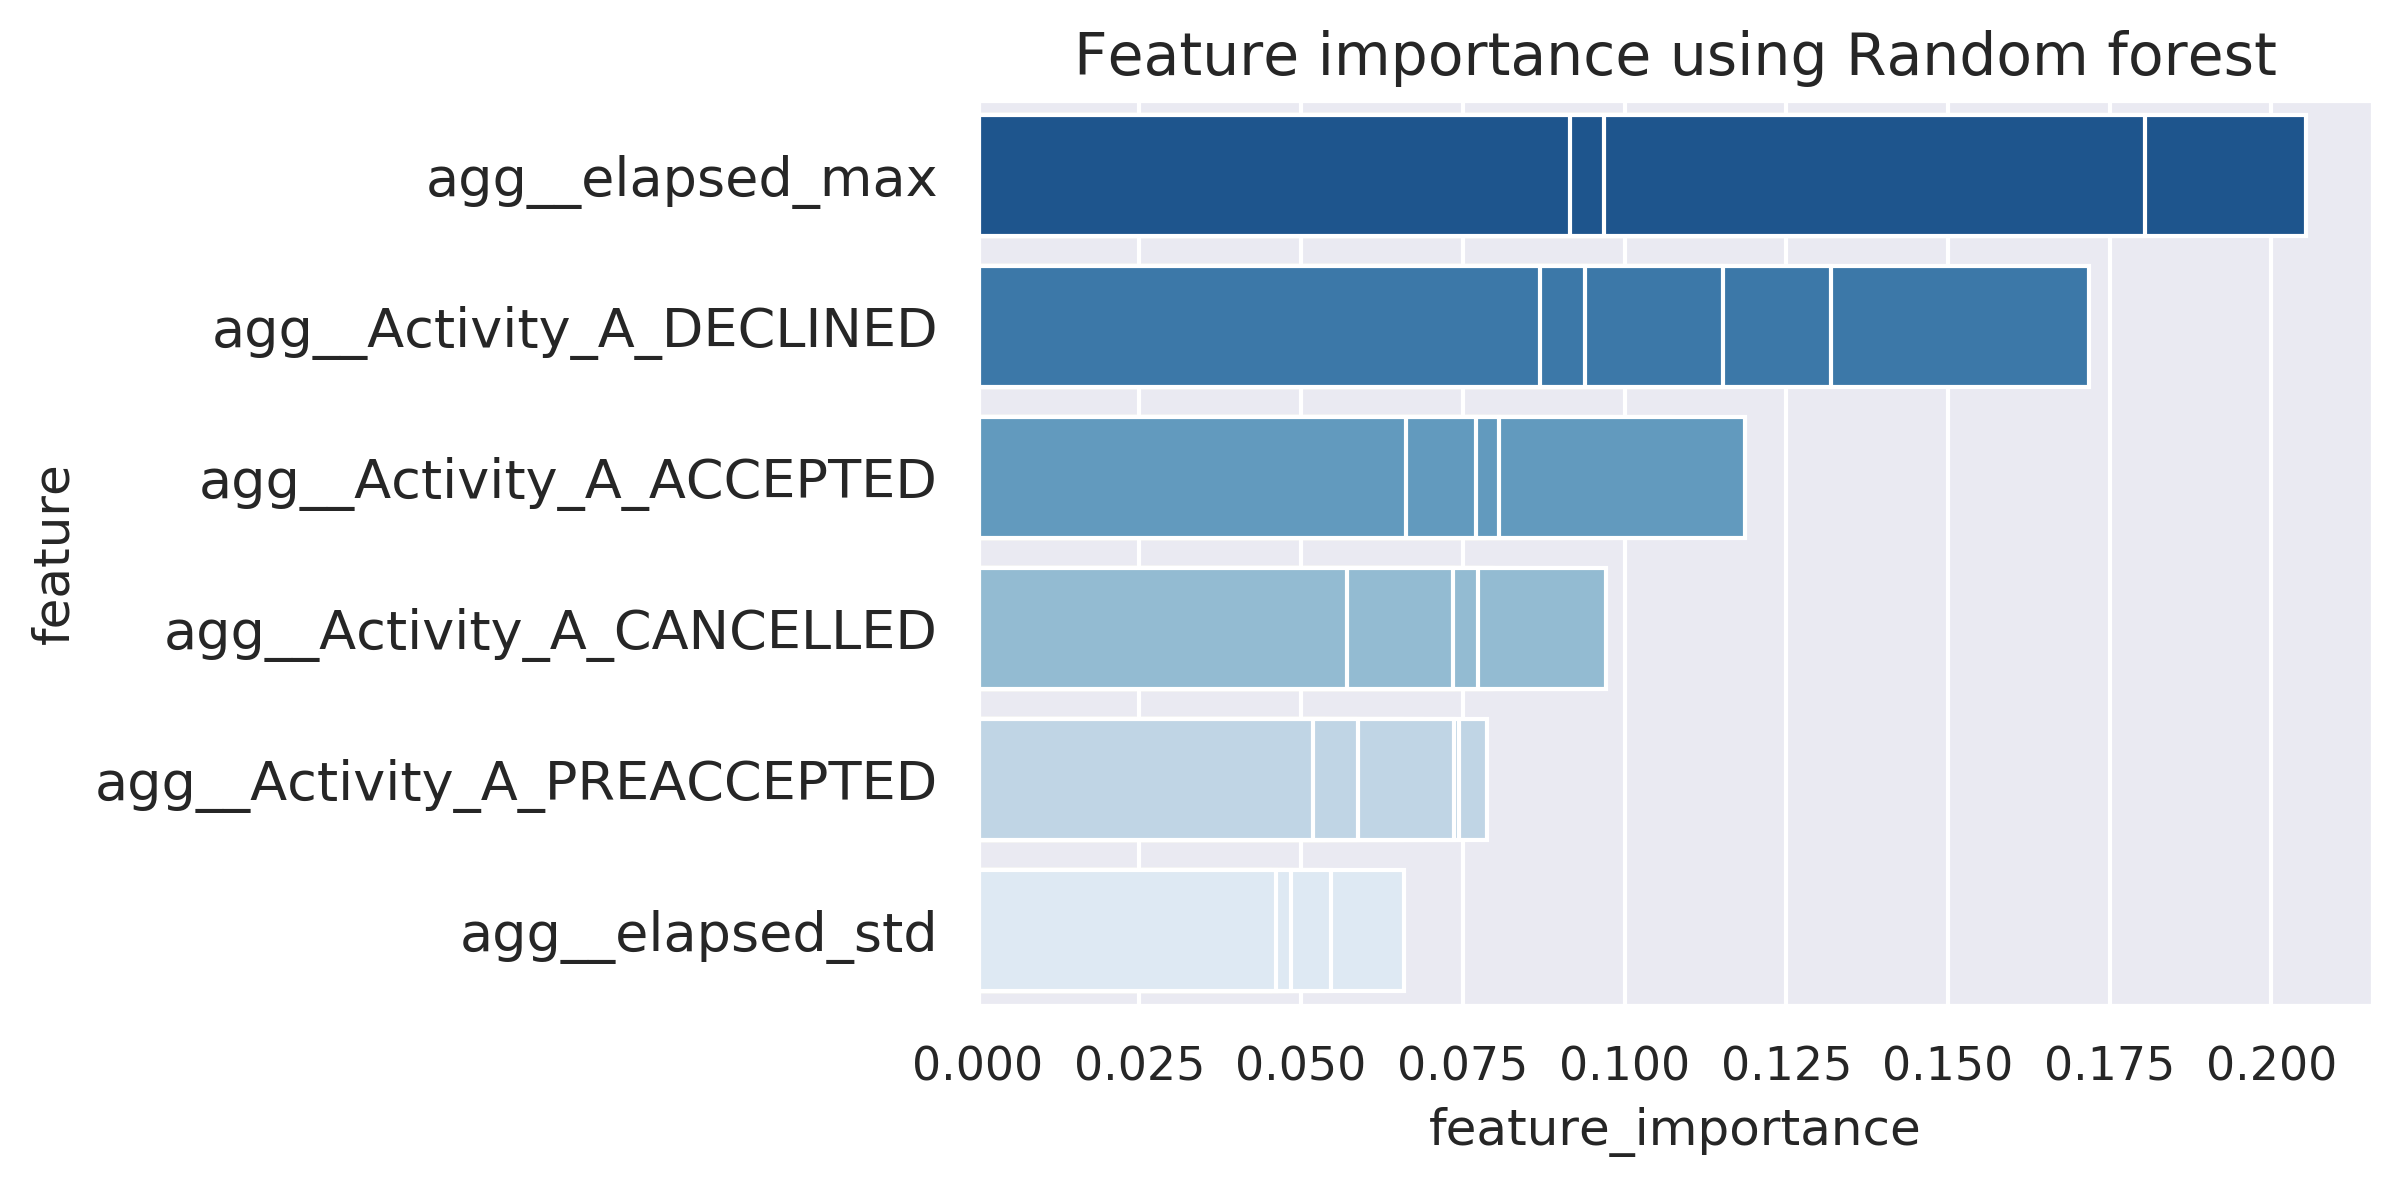 Feature importance using Random forest
agg__elapsed_max
agg__Activity_A_DECLINED
agg__Activity_A_ACCEPTED
agg__Activity_A_CANCELLED
agg__Activity_A_PREACCEPTED
agg__elapsed_std
feature
0.000 0.025 0.050 0.075 0.100 0.125 0.150 0.175 0.200
feature_importance